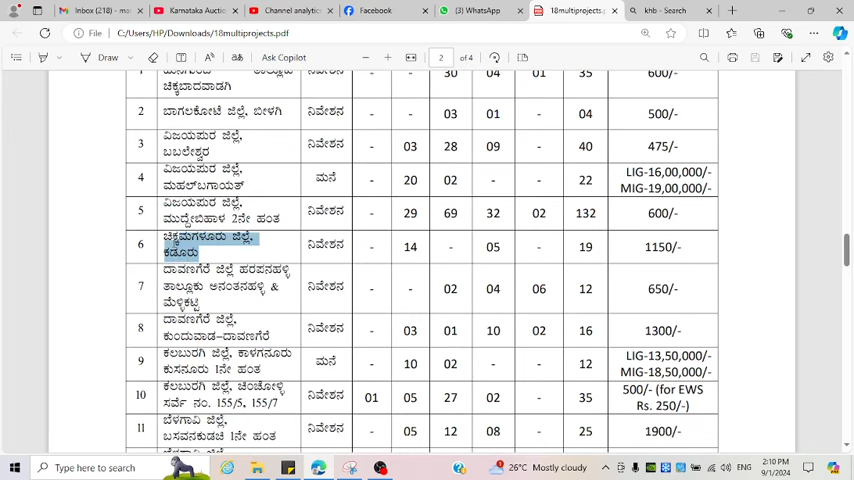 Inbox (218) - ma
Karnataka Auctic
Channel analytic
Facebook
(3) WhatsApp
18multiprojects.pdf
khb - Search
File
C:/Users/HP/Downloads/18multiprojects.pdf
Draw
Ask Copilot
2 of 4
ಚಿಕ್ಕಬಾದವಾಡಗಿ
ನಿವೇಶನ - - 30 04 01 35 600/-
2 ಬಾಗಲಕೋಟೆ ಜಿಲ್ಲೆ, ಬೀಳಗಿ ನಿವೇಶನ - - 03 01 04 500/-
3 ವಿಜಯಪುರ ಜಿಲ್ಲೆ, ಬಬಲೇಶ್ವರ ನಿವೇಶನ - 03 28 09 - 40 475/-
4 ವಿಜಯಪುರ ಜಿಲ್ಲೆ, ಮಹಲ್‌ಬಗಾಯತ್ ಮನೆ - 20 02 - - 22 LIG-16,00,000/-
MIG-19,00,000/-
5 ವಿಜಯಪುರ ಜಿಲ್ಲೆ, ಮುದ್ದೇಬಿಹಾಳ 2ನೇ ಹಂತ ನಿವೇಶನ - 29 69 32 02 132 600/-
6 ಚಿಕ್ಕಮಗಳೂರು ಜಿಲ್ಲೆ, ಕಡೂರು ನಿವೇಶನ - 14 - 05 - 19 1150/-
7 ದಾವಣಗೆರೆ ಜಿಲ್ಲೆ ಹರಪನಹಳ್ಳಿ ತಾಲ್ಲೂಕು ಅನಂತನಹಳ್ಳಿ & ಮೆಳ್ಳಿಕಟ್ಟಿ ನಿವೇಶನ - - 02 04 06 12 650/-
8 ದಾವಣಗೆರೆ ಜಿಲ್ಲೆ, ಕುಂದುವಾಡ-ದಾವಣಗೆರೆ ನಿವೇಶನ - 03 01 10 02 16 1300/-
9 ಕಲಬುರಗಿ ಜಿಲ್ಲೆ, ಕಾಳಗನೂರು ಕುಸನೂರು 1ನೇ ಹಂತ ಮನೆ - 10 02 - - 12 LIG-13,50,000/-
MIG-18,50,000/-
10 ಕಲಬುರಗಿ ಜಿಲ್ಲೆ, ಚಿಂಚೋಳ್ಳಿ ಸರ್ವೆ ನಂ. 155/5, 155/7 ನಿವೇಶನ 01 05 27 02 - 35 500/- (for EWS
Rs. 250/-)
11 ಬೆಳಗಾವಿ ಜಿಲ್ಲೆ, ಬಸವನಕುಡಚಿ 1ನೇ ಹಂತ ನಿವೇಶನ - 05 12 08 - 25 1900/-
Type here to search
26°C Mostly cloudy
ENG
2:10 PM
9/1/2024